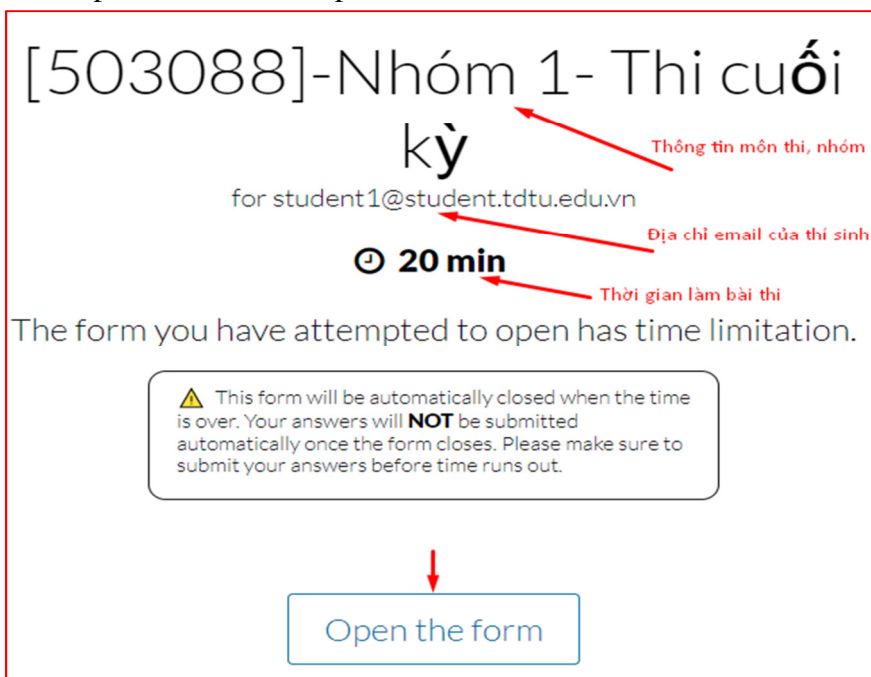 [503088]-Nhóm 1- Thi cuối
kỳ
Thông tin môn thi, nhóm
for student1@student.tdtu.edu.vn
Địa chỉ email của thí sinh
20 min
Thời gian làm bài thi
The form you have attempted to open has time limitation.
This form will be automatically closed when the time
is over. Your answers will NOT be submitted
automatically once the form closes. Please make sure to
submit your answers before time runs out.
Open the form